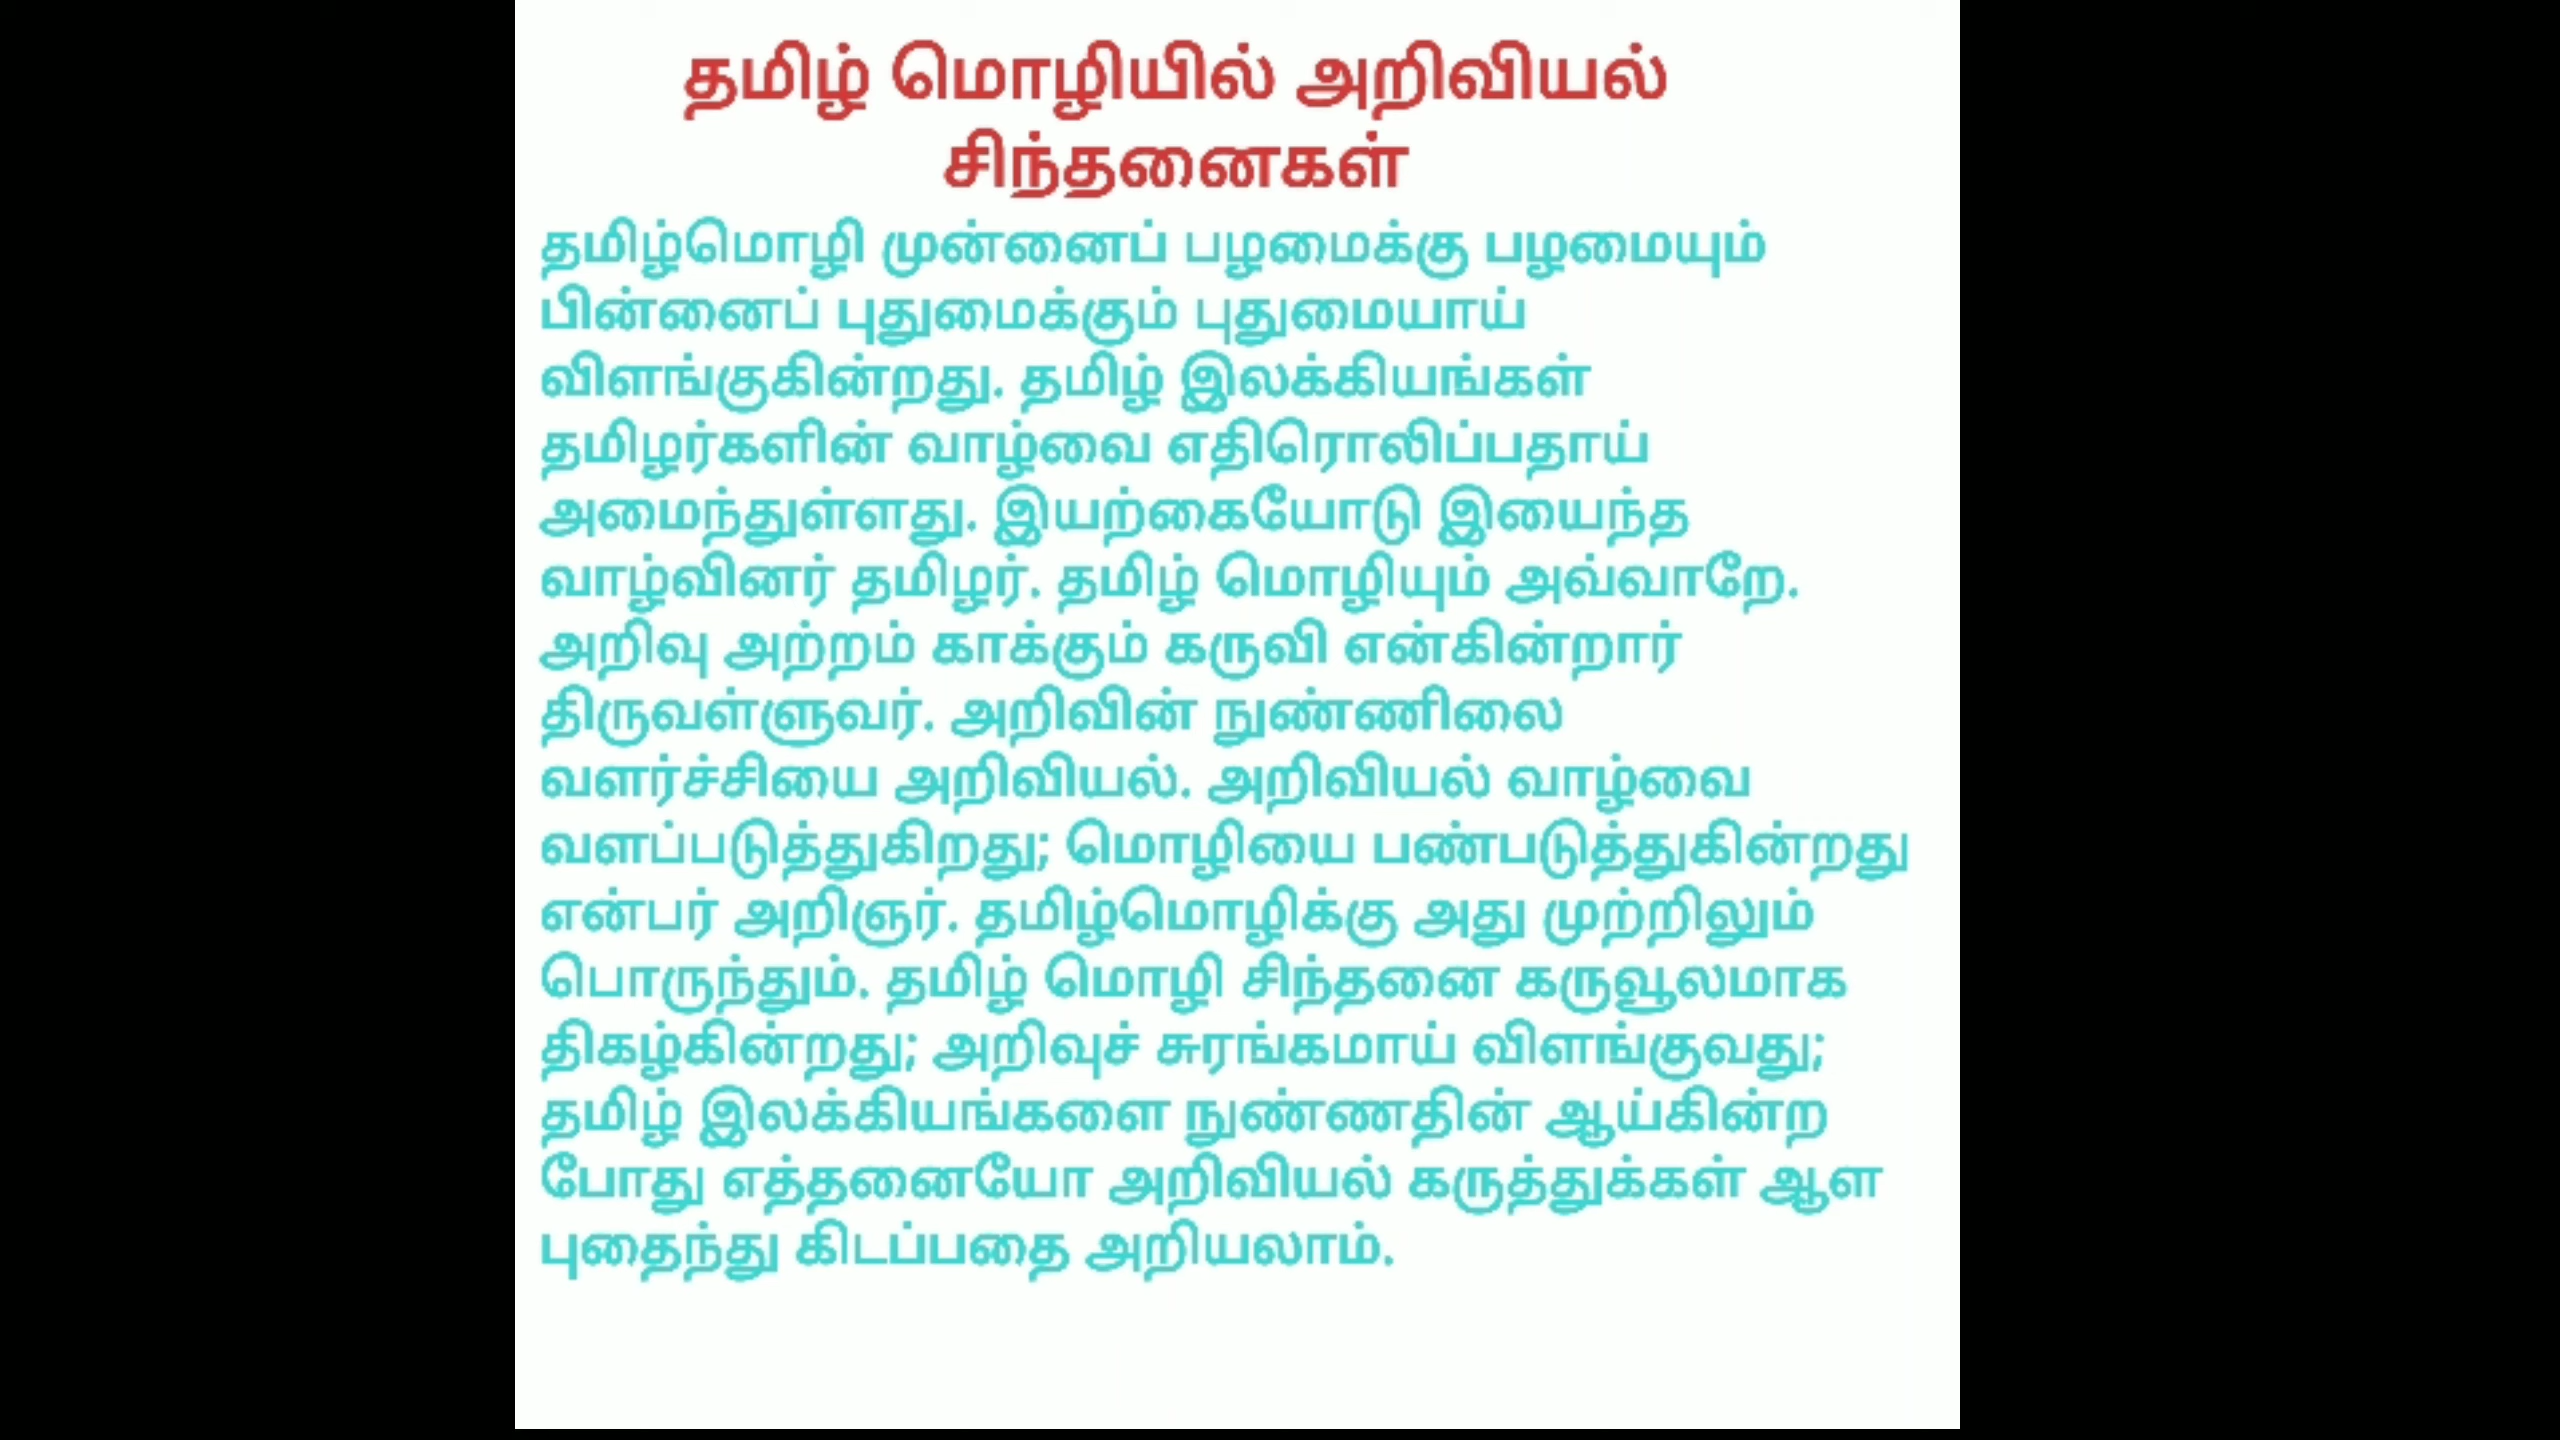 தமிழ் மொழியில் அறிவியல்
சிந்தனைகள்
தமிழ்மொழி முன்னைப் பழமைக்கு பழமையும்
பின்னைப் புதுமைக்கும் புதுமையாய்
விளங்குகின்றது. தமிழ் இலக்கியங்கள்
தமிழர்களின் வாழ்வை எதிரொலிப்பதாய்
அமைந்துள்ளது. இயற்கையோடு இயைந்த
வாழ்வினர் தமிழர். தமிழ் மொழியும் அவ்வாறே.
அறிவு அற்றம் காக்கும் கருவி என்கின்றார்
திருவள்ளுவர். அறிவின் நுண்ணிலை
வளர்ச்சியை அறிவியல். அறிவியல் வாழ்வை
வளப்படுத்துகிறது; மொழியை பண்படுத்துகின்றது
என்பர் அறிஞர். தமிழ்மொழிக்கு அது முற்றிலும்
பொருந்தும். தமிழ் மொழி சிந்தனை கருவூலமாக
திகழ்கின்றது; அறிவுச் சுரங்கமாய் விளங்குவது;
தமிழ் இலக்கியங்களை நுண்ணதின் ஆய்கின்ற
போது எத்தனையோ அறிவியல் கருத்துக்கள் ஆள
புதைந்து கிடப்பதை அறியலாம்.